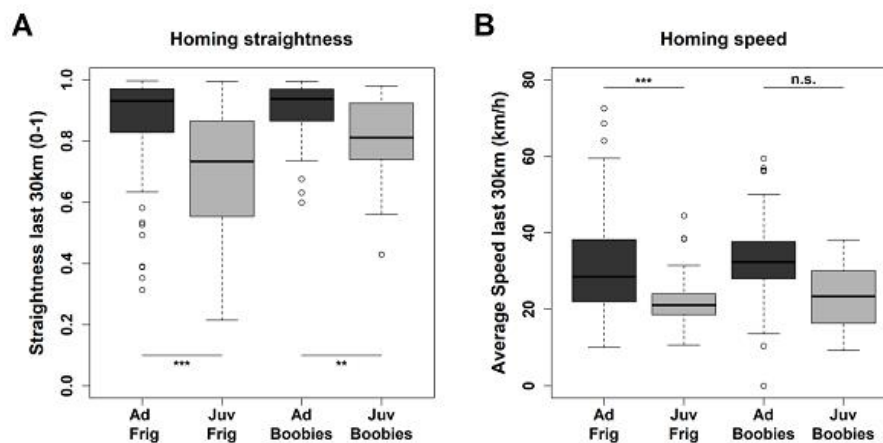 A
Homing straightness
Straightness last 30km (0-1)
1.0
0.8
0.6
0.4
0.2
0.0
***
**
Ad
Frig
Juv
Frig
Ad
Boobies
Juv
Boobies
B
Homing speed
Average Speed last 30km (km/h)
80
60
40
20
0
***
n.s.
Ad
Frig
Juv
Frig
Ad
Boobies
Juv
Boobies